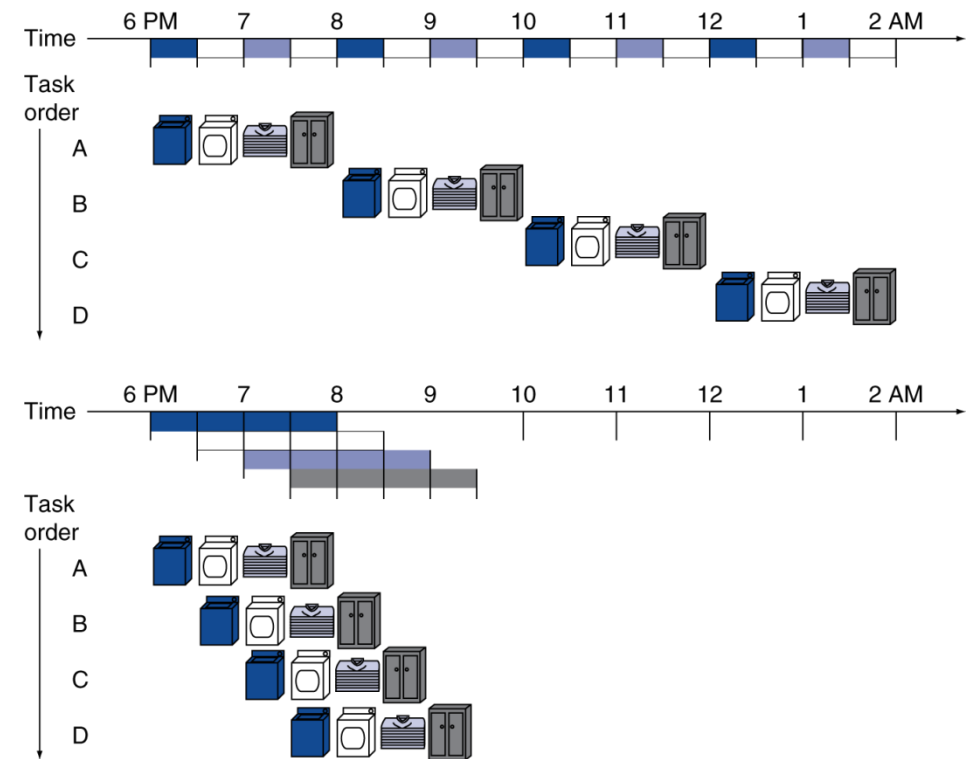 6 PM 7 8 9 10 11 12 1 2 AM
Time
Task
order
A
B
C
D
6 PM 7 8 9 10 11 12 1 2 AM
Time
Task
order
A
B
C
D